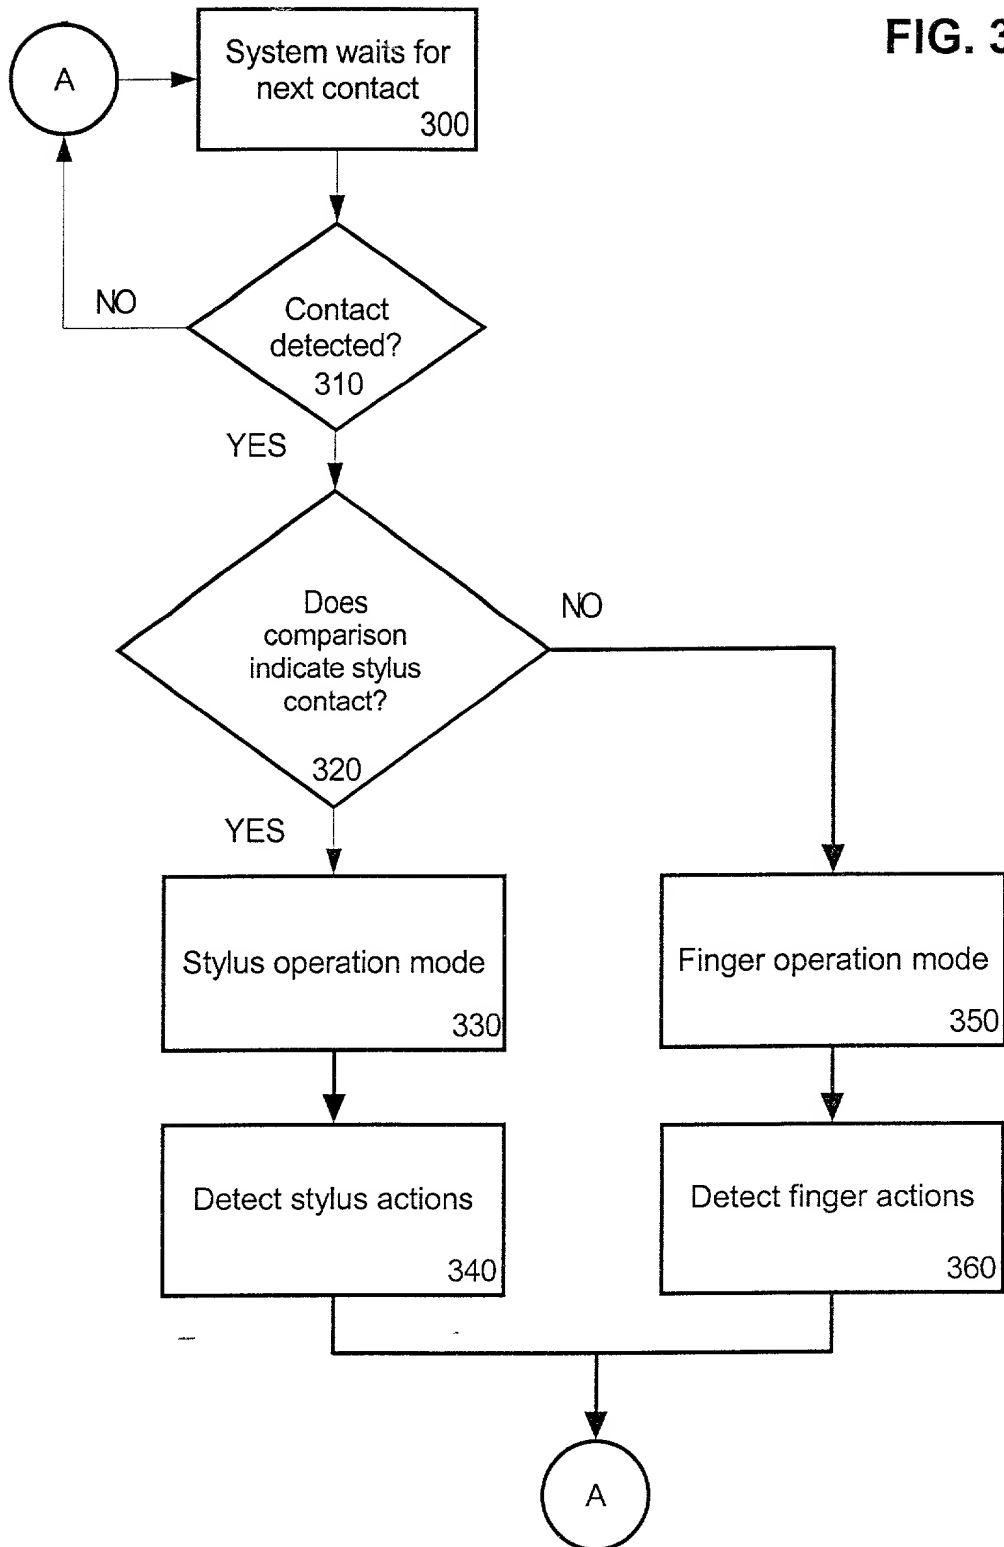 FIG. 3
A
System waits for
next contact
300
NO
Contact
detected?
310
YES
Does
comparison
indicate stylus
contact?
320
NO
YES
Stylus operation mode
330
Finger operation mode
350
Detect stylus actions
340
Detect finger actions
360
A